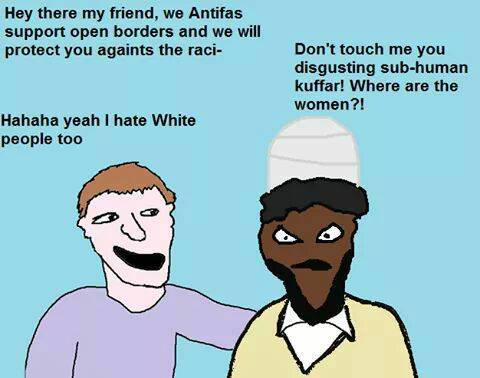 Hey there my friend, we Antifas
support open borders and we will
protect you againts the raci-
Don't touch me you
disgusting sub-human
kuffar! Where are the
women?!
Hahaha yeah I hate White
people too